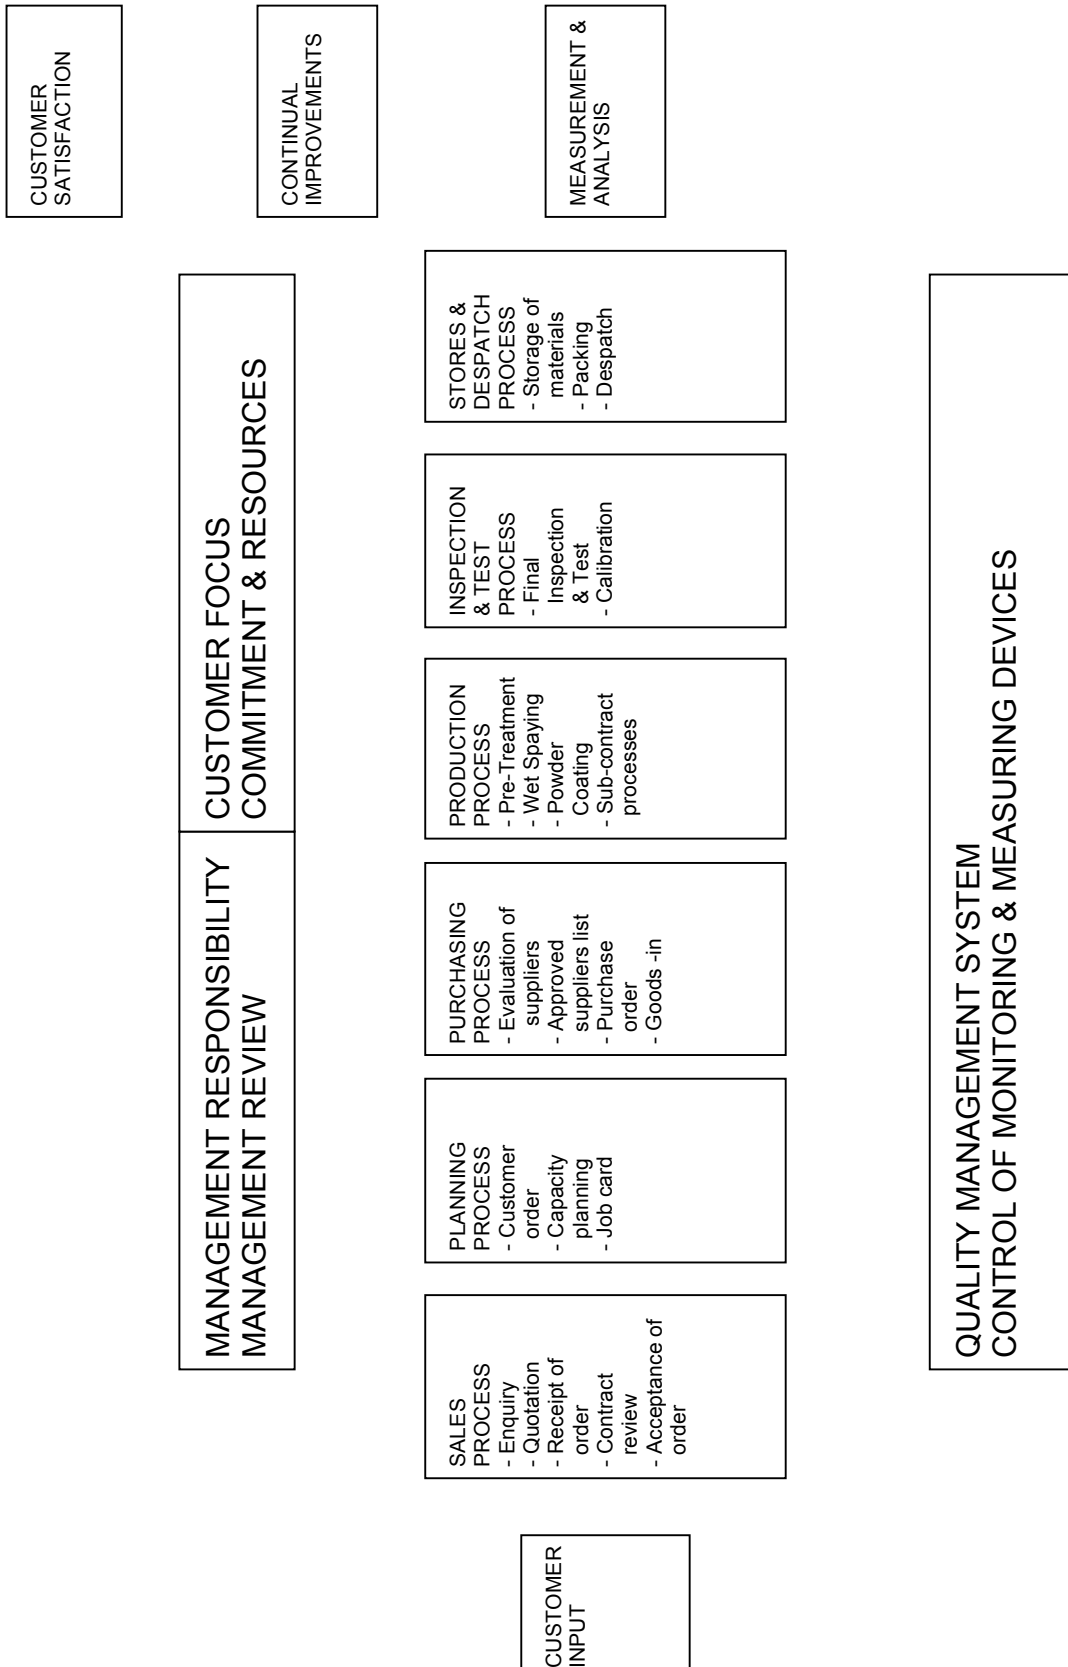 CUSTOMER
SATISFACTION
CONTINUAL
IMPROVEMENTS
MEASUREMENT &
ANALYSIS
MANAGEMENT RESPONSIBILITY
MANAGEMENT REVIEW
CUSTOMER FOCUS
COMMITMENT & RESOURCES
CUSTOMER
INPUT
SALES
PROCESS
- Enquiry
- Quotation
- Receipt of
order
- Contract
review
- Acceptance of
order
PLANNING
PROCESS
- Customer
order
- Capacity
planning
- Job card
PURCHASING
PROCESS
- Evaluation of
suppliers
- Approved
suppliers list
- Purchase
order
- Goods -in
PRODUCTION
PROCESS
- Pre-Treatment
- Wet Spaying
- Powder
Coating
- Sub-contract
processes
INSPECTION
& TEST
PROCESS
- Final
Inspection
& Test
- Calibration
STORES &
DESPATCH
PROCESS
- Storage of
materials
- Packing
- Despatch
QUALITY MANAGEMENT SYSTEM
CONTROL OF MONITORING & MEASURING DEVICES